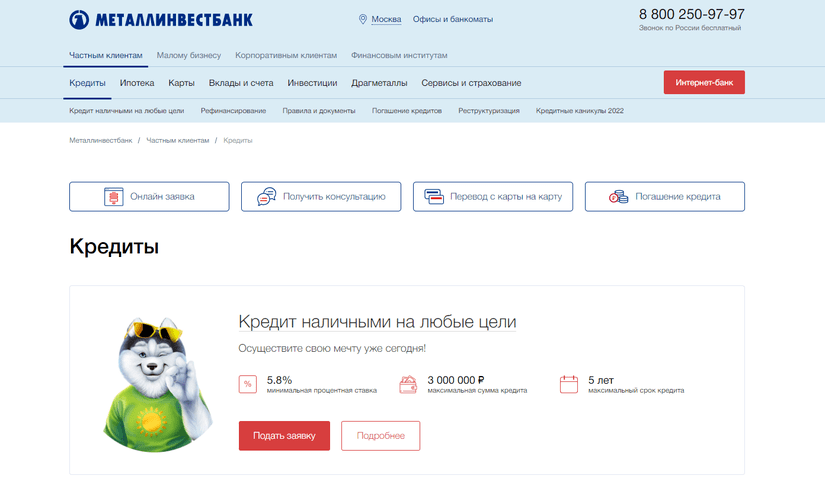 МЕТАЛЛИНВЕСТБАНК
Москва
Офисы и банкоматы
8 800 250-97-97
Звонок по России бесплатный
Частным клиентам
Малому бизнесу
Корпоративным клиентам
Финансовым институтам
Кредиты
Ипотека
Карты
Вклады и счета
Инвестиции
Драгметаллы
Сервисы и страхование
Интернет-банк
Кредит наличными на любые цели
Рефинансирование
Правила и документы
Погашение кредитов
Реструктуризация
Кредитные каникулы 2022
Металлинвестбанк / Частным клиентам / Кредиты
Онлайн заявка
Получить консультацию
Перевод с карты на карту
Погашение кредита
Кредиты
Кредит наличными на любые цели
Осуществите свою мечту уже сегодня!
%
5.8%
минимальная процентная ставка
3 000 000 ₽
максимальная сумма кредита
5 лет
максимальный срок кредита
Подать заявку
Подробнее